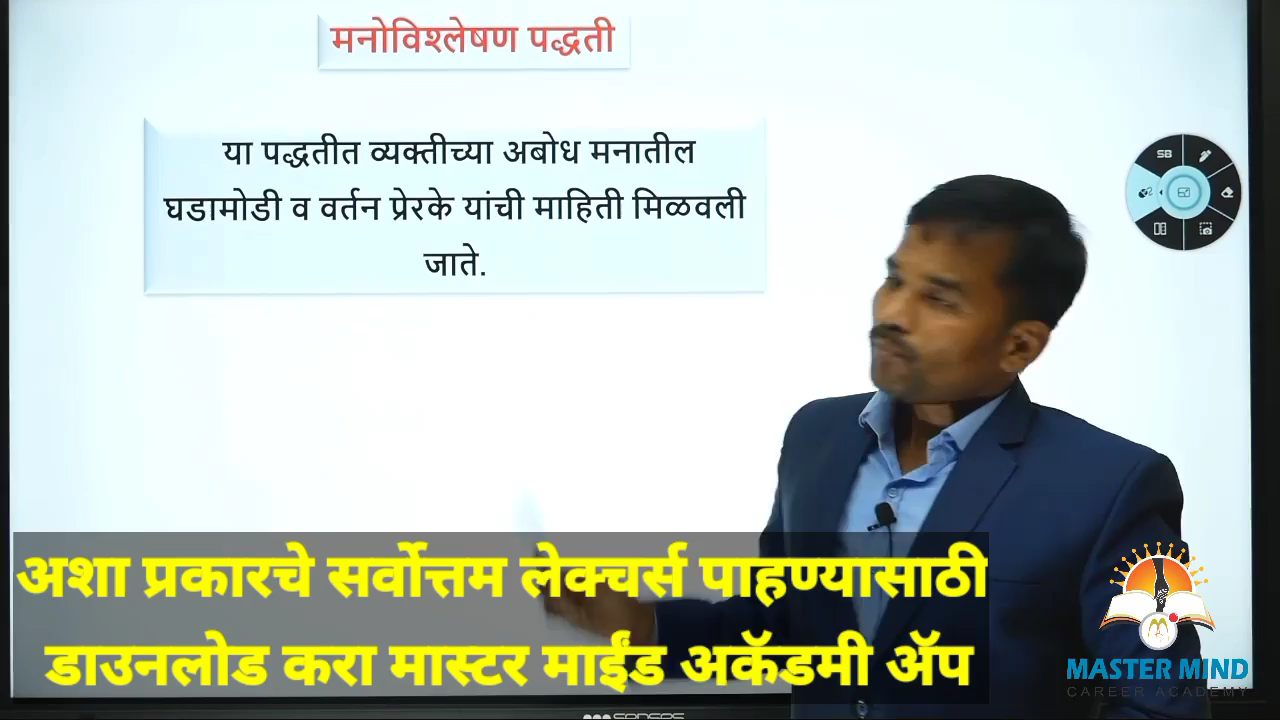 मनोविश्लेषण पद्धती
या पद्धतीत व्यक्तीच्या अबोध मनातील
घडामोडी व वर्तन प्रेरके यांची माहिती मिळवली
जाते.
SB
अशा प्रकारचे सर्वोत्तम लेक्चर्स पाहण्यासाठी
डाउनलोड करा मास्टर माईंड अकॅडमी ॲप
MASTER MIND
CAREER ACADEMY